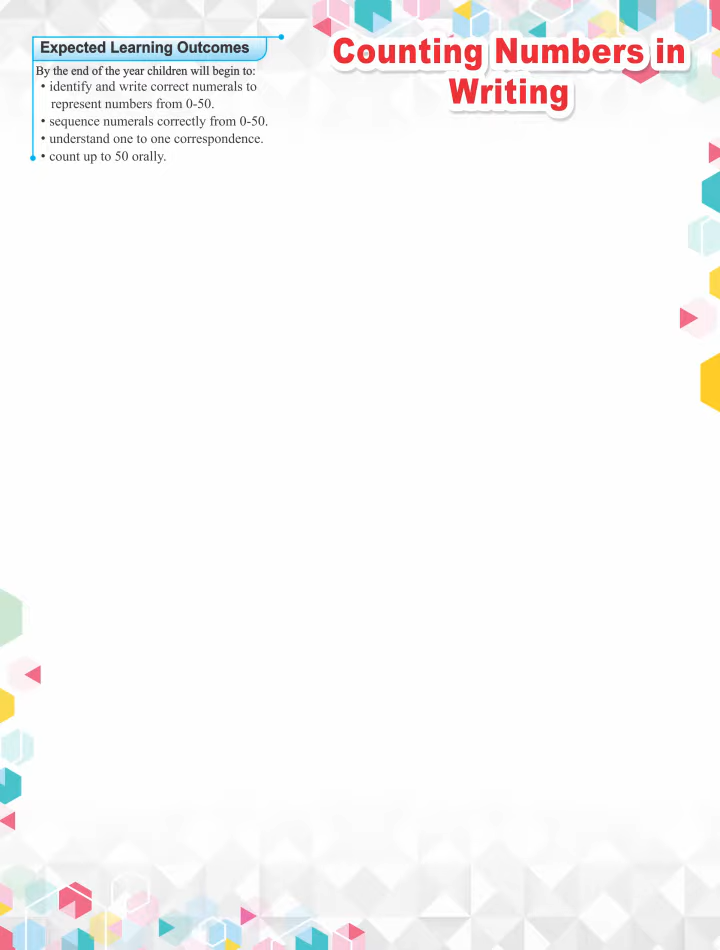 Expected Learning Outcomes
By the end of the year children will begin to:
• identify and write correct numerals to
represent numbers from 0-50.
• sequence numerals correctly from 0-50.
• understand one to one correspondence.
• count up to 50 orally.
Counting Numbers in
Writing